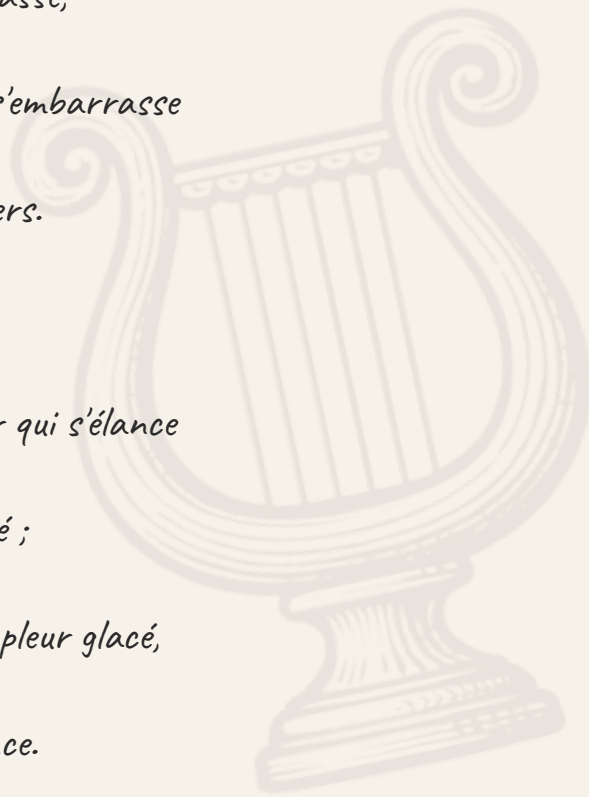 s'embarrasse
ers.
r qui s'élance
é ;
pleur glacé,
ce.